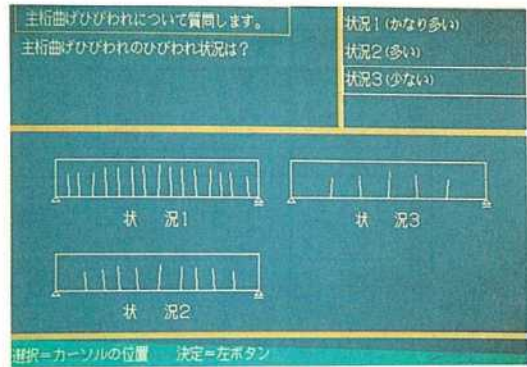 主桁曲げひびわれについて質問します。
主桁曲げひびわれのひびわれ状況は？
状況1(かなり多い)
状況2(多い)
状況3(少ない)
状 況1
状 況3
状 況2
選択=カーソルの位置 決定=左ボタン